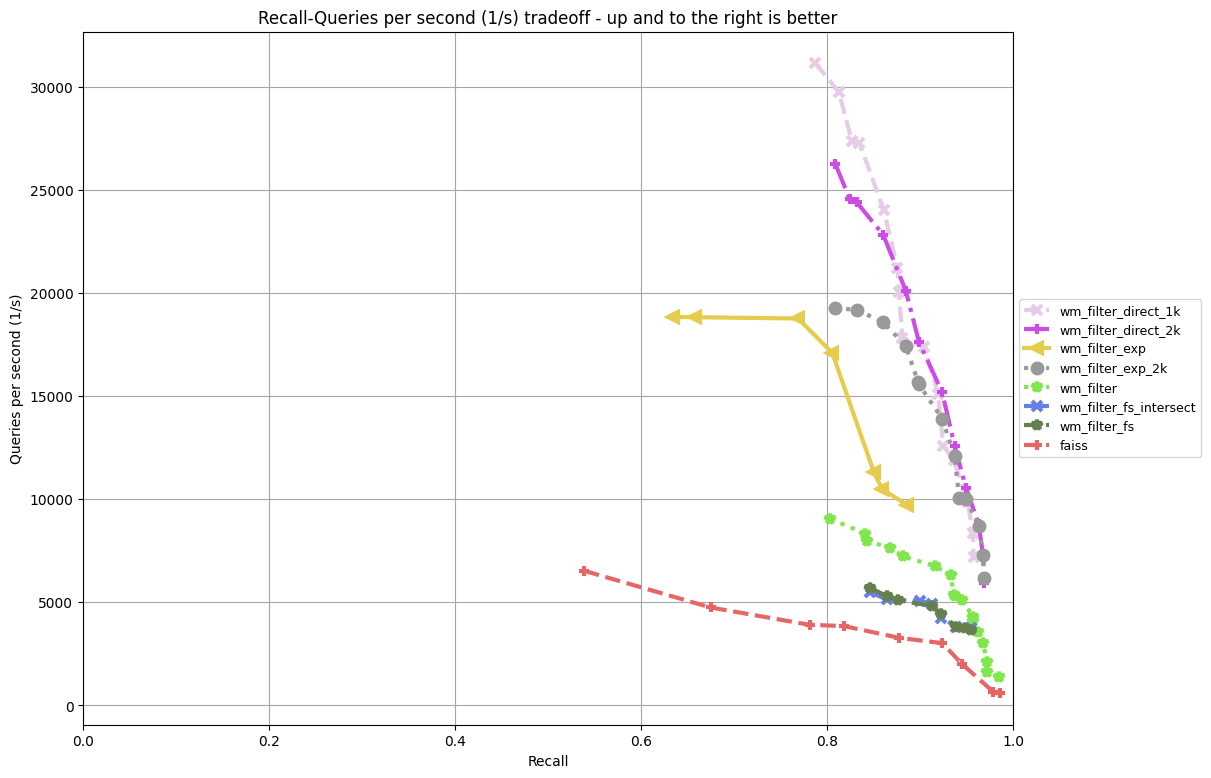 Recall-Queries per second (1/s) tradeoff - up and to the right is better
Queries per second (1/s)
30000
25000
20000
15000
10000
5000
0
0.0 0.2 0.4 0.6 0.8 1.0
Recall
wm_filter_direct_1k
wm_filter_direct_2k
wm_filter_exp
wm_filter_exp_2k
wm_filter
wm_filter_fs_intersect
wm_filter_fs
faiss